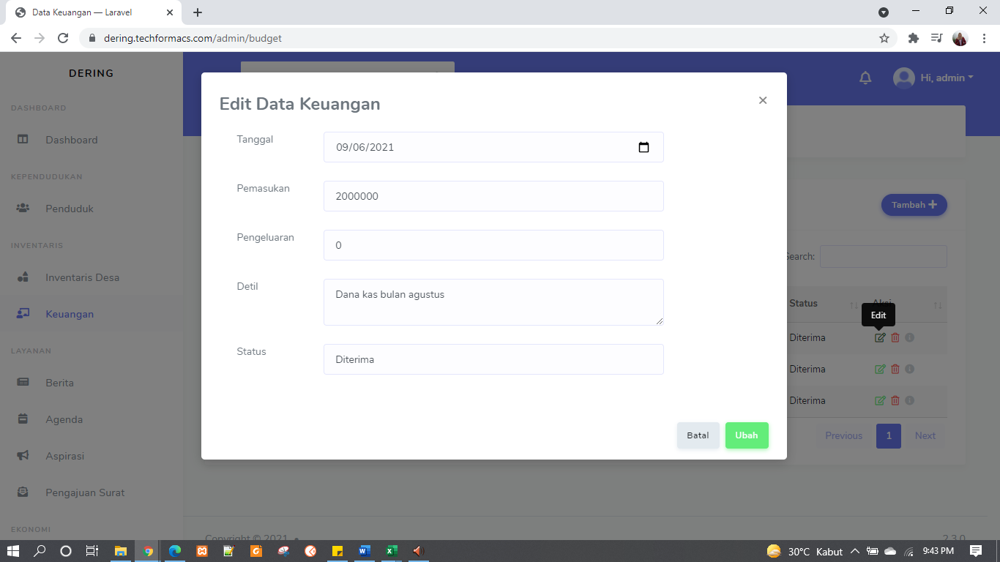 Data Keuangan — Laravel
dering.techformacs.com/admin/budget
DERING
Hi, admin
DASHBOARD
Dashboard
KEPENDUDUKAN
Penduduk
INVENTARIS
Inventaris Desa
Keuangan
LAYANAN
Berita
Agenda
Aspirasi
Pengajuan Surat
EKONOMI
Edit Data Keuangan
×
Tanggal
09/06/2021
Pemasukan
2000000
Pengeluaran
0
Detil
Dana kas bulan agustus
Status
Diterima
Batal
Ubah
Tambah
Search:
Status
Aksi
Edit
Diterima
Diterima
Diterima
Previous
1
Next
Copyright © 2021
2.3.0
30°C Kabut
9:43 PM